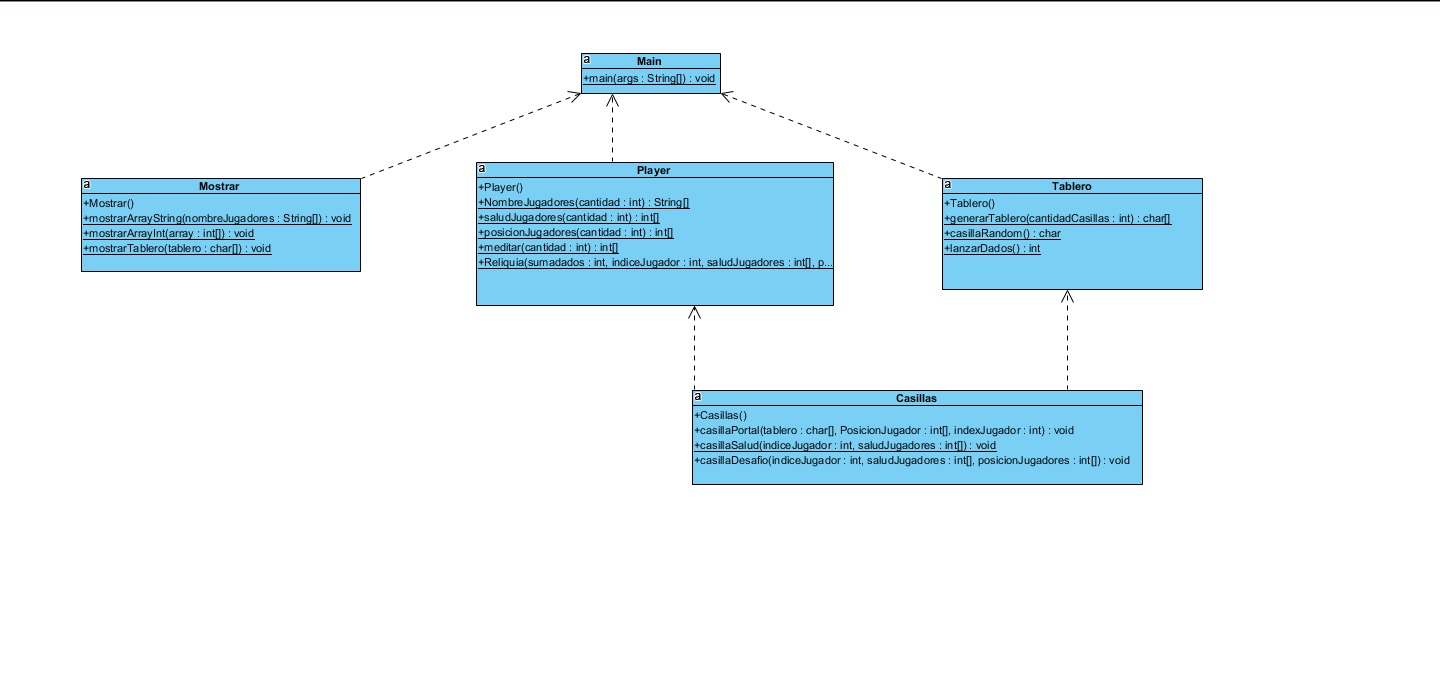 a
Main
+main(args : String[]) : void
a
Mostrar
+Mostrar()
+mostrarArrayString(nombreJugadores : String[]) : void
+mostrarArrayInt(array : int[]) : void
+mostrarTablero(tablero : char[]) : void
a
Player
+Player()
+NombreJugadores(cantidad : int) : String[]
+saludJugadores(cantidad : int) : int[]
+posicionJugadores(cantidad : int) : int[]
+meditar(cantidad : int) : int[]
+Reliquia(sumadados : int, indiceJugador : int, saludJugadores : int[], p...
a
Tablero
+Tablero()
+generarTablero(cantidadCasillas : int) : char[]
+casillaRandom() : char
+lanzarDados() : int
a
Casillas
+Casillas()
+casillaPortal(tablero : char[], PosicionJugador : int[], indexJugador : int) : void
+casillaSalud(indiceJugador : int, saludJugadores : int[]) : void
+casillaDesafio(indiceJugador : int, saludJugadores : int[], posicionJugadores : int[]) : void